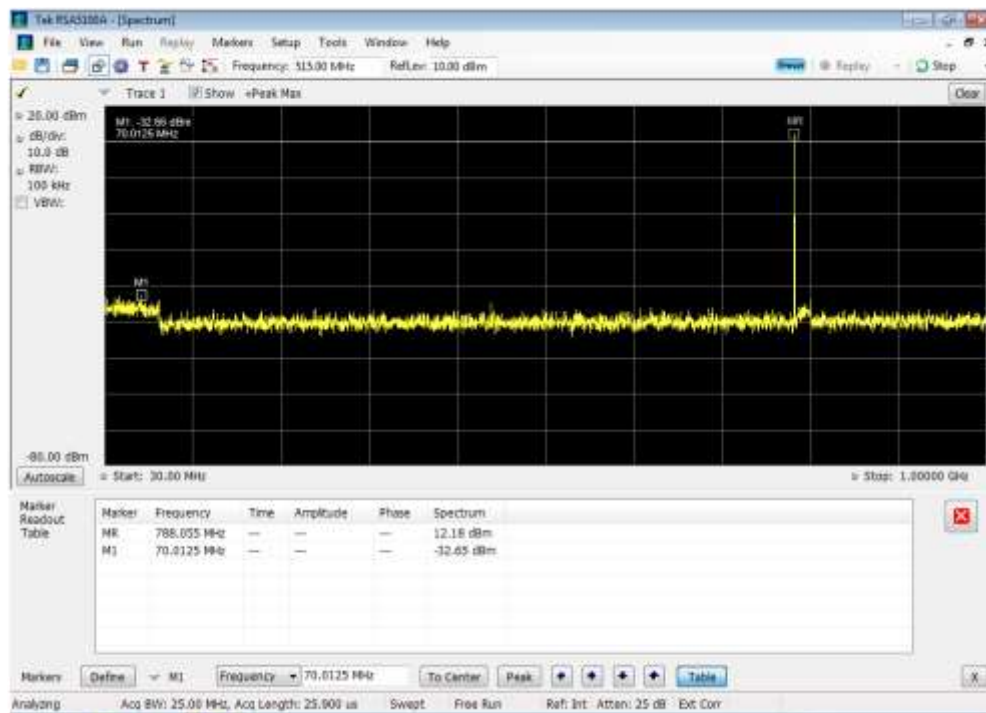 Tek RSA5100A - [Spectrum]
File View Run Replay Markers Setup Tools Window Help
Frequency: 515.00 MHz RefLev: 10.00 dBm Preset Replay Stop
Trace 1 Show +Peak Max Clear
20.00 dBm
dB/div:
10.0 dB
RBW:
100 kHz
VBW:
M1: -32.66 dBm
70.0125 MHz
MR
M1
-80.00 dBm
Autoscale Start: 30.00 MHz Stop: 1.00000 GHz
Marker Readout Table
Marker Frequency Time Amplitude Phase Spectrum
MR 788.055 MHz --- --- --- 12.18 dBm
M1 70.0125 MHz --- --- --- -32.65 dBm
Markers Define M1 Frequency 70.0125 MHz To Center Peak Table X
Analyzing Acq BW: 25.00 MHz, Acq Length: 25.900 us Swept Free Run Ref: Int Atten: 25 dB Ext Corr